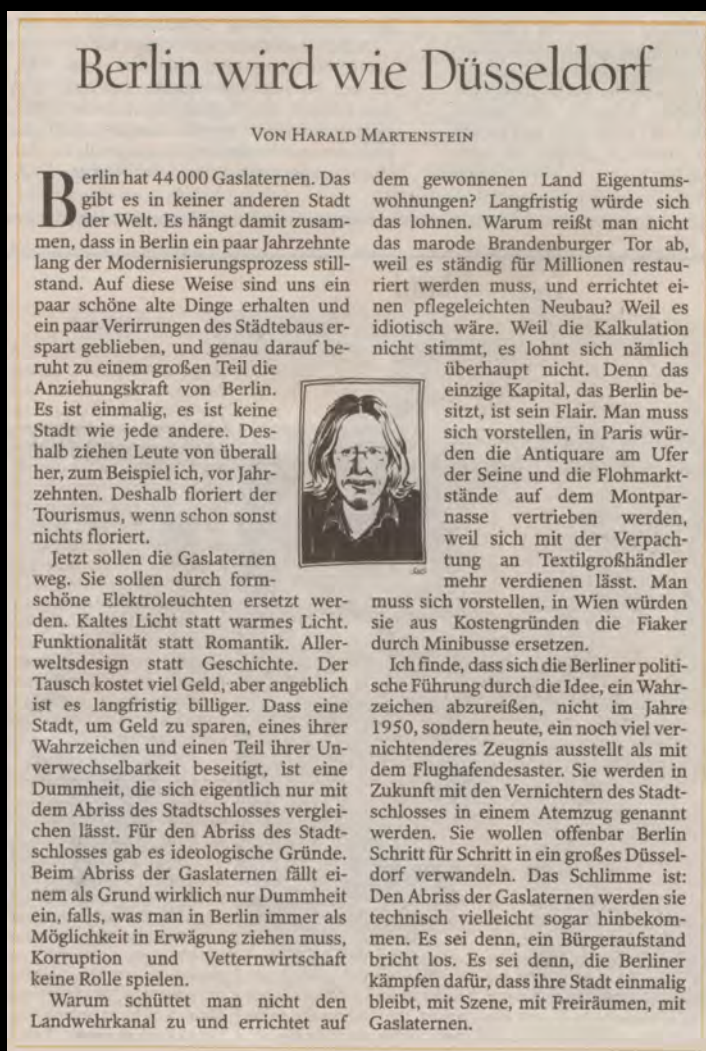 Berlin wird wie Düsseldorf
VON HARALD MARTENSTEIN
Berlin hat 44 000 Gaslaternen. Das
gibt es in keiner anderen Stadt
der Welt. Es hängt damit zusam-
men, dass in Berlin ein paar Jahrzehnte
lang der Modernisierungsprozess still-
stand. Auf diese Weise sind uns ein
paar schöne alte Dinge erhalten und
ein paar Verirrungen des Städtebaus er-
spart geblieben, und genau darauf be-
ruht zu einem großen Teil die
Anziehungskraft von Berlin.
Es ist einmalig, es ist keine
Stadt wie jede andere. Des-
halb ziehen Leute von überall
her, zum Beispiel ich, vor Jahr-
zehnten. Deshalb floriert der
Tourismus, wenn schon sonst
nichts floriert.
Jetzt sollen die Gaslaternen
weg. Sie sollen durch form-
schöne Elektroleuchten ersetzt wer-
den. Kaltes Licht statt warmes Licht.
Funktionalität statt Romantik. Aller-
weltsdesign statt Geschichte. Der
Tausch kostet viel Geld, aber angeblich
ist es langfristig billiger. Dass eine
Stadt, um Geld zu sparen, eines ihrer
Wahrzeichen und einen Teil ihrer Un-
verwechselbarkeit beseitigt, ist eine
Dummheit, die sich eigentlich nur mit
dem Abriss des Stadtschlosses verglei-
chen lässt. Für den Abriss des Stadt-
schlosses gab es ideologische Gründe.
Beim Abriss der Gaslaternen fällt ei-
nem als Grund wirklich nur Dummheit
ein, falls, was man in Berlin immer als
Möglichkeit in Erwägung ziehen muss,
Korruption und Vetternwirtschaft
keine Rolle spielen.
Warum schüttet man nicht den
Landwehrkanal zu und errichtet auf
dem gewonnenen Land Eigentums-
wohnungen? Langfristig würde sich
das lohnen. Warum reißt man nicht
das marode Brandenburger Tor ab,
weil es ständig für Millionen restau-
riert werden muss, und errichtet ei-
nen pflegeleichten Neubau? Weil es
idiotisch wäre. Weil die Kalkulation
nicht stimmt, es lohnt sich nämlich
überhaupt nicht. Denn das
einzige Kapital, das Berlin be-
sitzt, ist sein Flair. Man muss
sich vorstellen, in Paris wür-
den die Antiquare am Ufer
der Seine und die Flohmarkt-
stände auf dem Montpar-
nasse vertrieben werden,
weil sich mit der Verpach-
tung an Textilgroßhändler
mehr verdienen lässt. Man
muss sich vorstellen, in Wien würden
sie aus Kostengründen die Fiaker
durch Minibusse ersetzen.
Ich finde, dass sich die Berliner politi-
sche Führung durch die Idee, ein Wahr-
zeichen abzureißen, nicht im Jahre
1950, sondern heute, ein noch viel ver-
nichtenderes Zeugnis ausstellt als mit
dem Flughafendesaster. Sie werden in
Zukunft mit den Vernichtern des Stadt-
schlosses in einem Atemzug genannt
werden. Sie wollen offenbar Berlin
Schritt für Schritt in ein großes Düssel-
dorf verwandeln. Das Schlimme ist:
Den Abriss der Gaslaternen werden sie
technisch vielleicht sogar hinbekom-
men. Es sei denn, ein Bürgeraufstand
bricht los. Es sei denn, die Berliner
kämpfen dafür, dass ihre Stadt einmalig
bleibt, mit Szene, mit Freiräumen, mit
Gaslaternen.